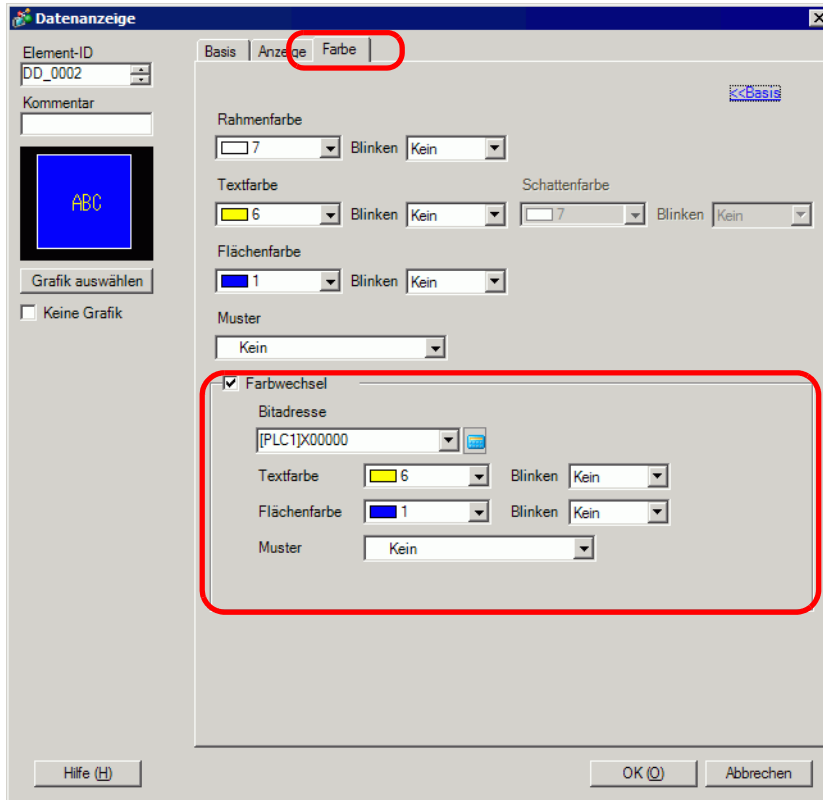 Datenanzeige
Element-ID
DD_0002
Kommentar
ABC
Grafik auswählen
Keine Grafik
Basis Anzeige Farbe
<<Basis
Rahmenfarbe
7 Blinken Kein
Textfarbe Schattenfarbe
6 Blinken Kein 7 Blinken Kein
Flächenfarbe
1 Blinken Kein
Muster
Kein
Farbwechsel
Bitadresse
[PLC1]X00000
Textfarbe 6 Blinken Kein
Flächenfarbe 1 Blinken Kein
Muster Kein
Hilfe (H) OK (O) Abbrechen